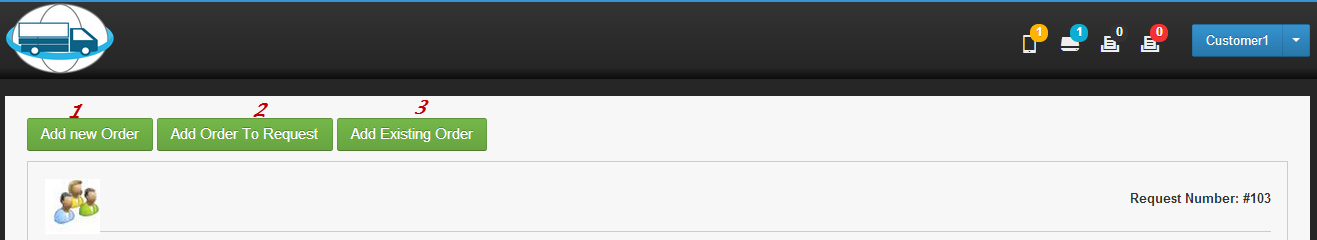 1 1 0 0 Customer1
1 2 3
Add new Order Add Order To Request Add Existing Order
Request Number: #103